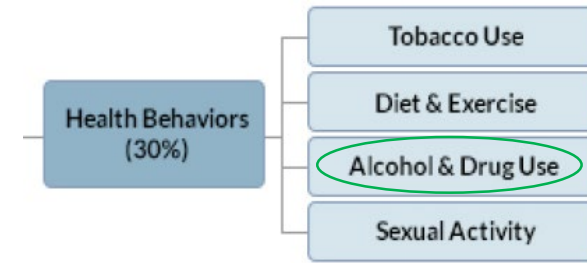 Health Behaviors
(30%)
Tobacco Use
Diet & Exercise
Alcohol & Drug Use
Sexual Activity